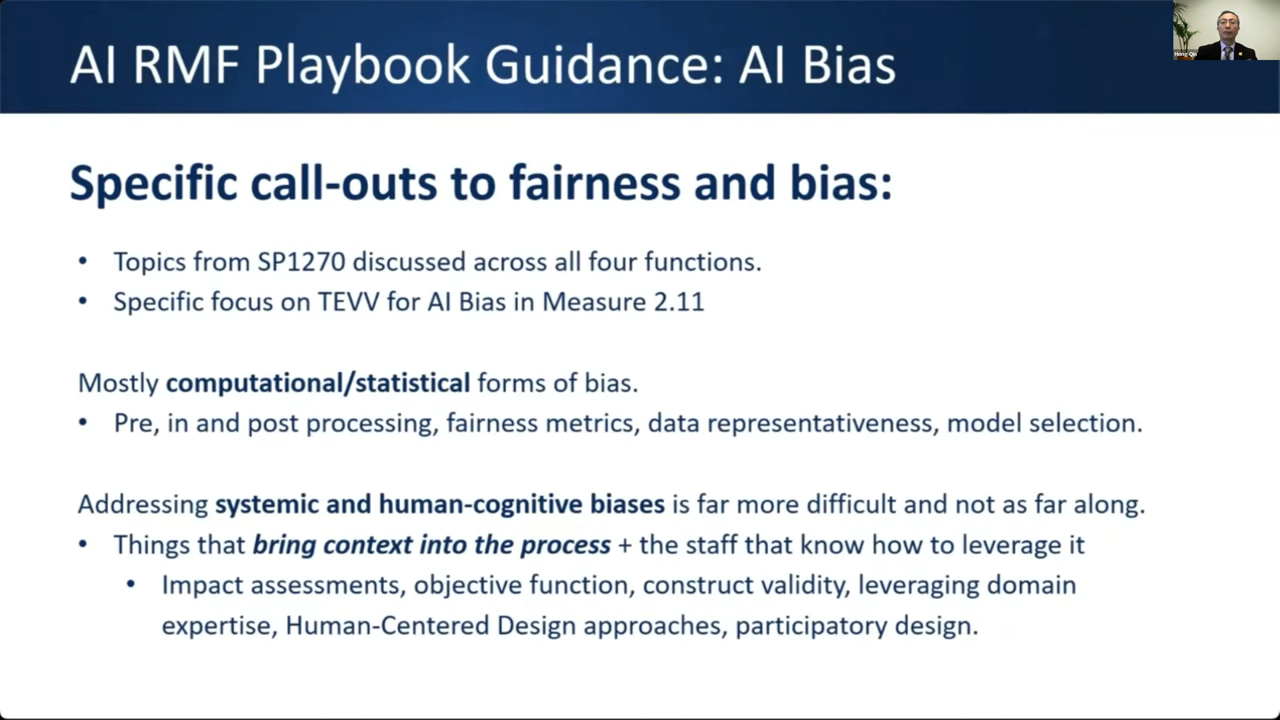 AI RMF Playbook Guidance: AI Bias
Hong Qin
Specific call-outs to fairness and bias:
• Topics from SP1270 discussed across all four functions.
• Specific focus on TEVV for AI Bias in Measure 2.11
Mostly computational/statistical forms of bias.
• Pre, in and post processing, fairness metrics, data representativeness, model selection.
Addressing systemic and human-cognitive biases is far more difficult and not as far along.
• Things that bring context into the process + the staff that know how to leverage it
• Impact assessments, objective function, construct validity, leveraging domain
expertise, Human-Centered Design approaches, participatory design.